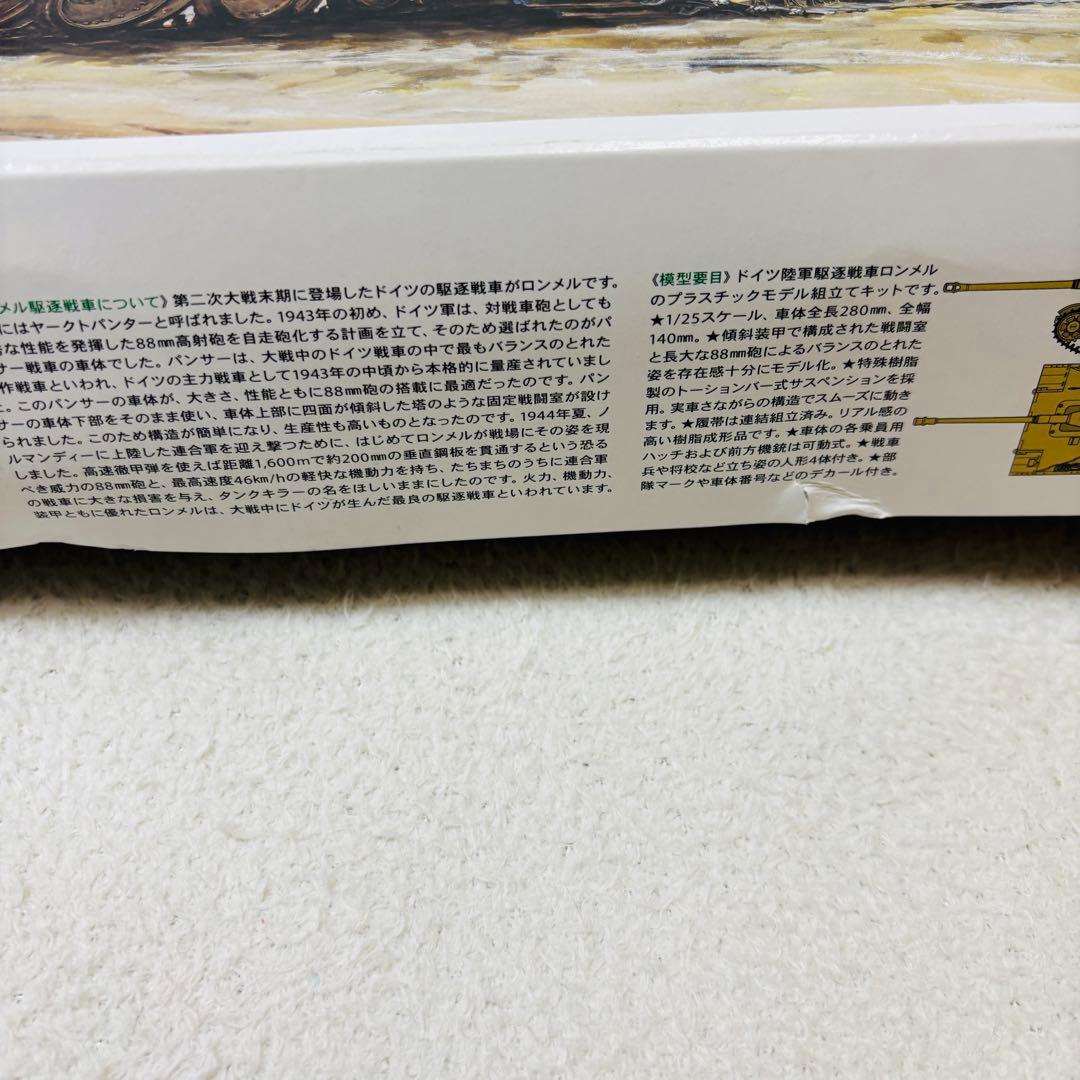 メル駆逐戦車について》第二次大戦末期に登場したドイツの駆逐戦車がロンメルです。
にはヤークトパンターと呼ばれました。1943年の初め、ドイツ軍は、対戦車砲としても
な性能を発揮した88mm高射砲を自走砲化する計画を立て、そのため選ばれたのがパ
サー戦車の車体でした。パンサーは、大戦中のドイツ戦車の中で最もバランスのとれた
作戦車といわれ、ドイツの主力戦車として1943年の中頃から本格的に量産されていまし
。このパンサーの車体が、大きさ、性能ともに88mm砲の搭載に最適だったのです。パン
サーの車体下部をそのまま使い、車体上部に四面が傾斜した塔のような固定戦闘室が設け
られました。このため構造が簡単になり、生産性も高いものとなったのです。1944年夏、ノ
ルマンディーに上陸した連合軍を迎え撃つために、はじめてロンメルが戦場にその姿を現
しました。高速徹甲弾を使えば距離1,600mで約200mmの垂直鋼板を貫通するという恐る
べき威力の88mm砲と、最高速度46km/hの軽快な機動力を持ち、たちまちのうちに連合軍
の戦車に大きな損害を与え、タンクキラーの名をほしいままにしたのです。火力、機動力、
装甲ともに優れたロンメルは、大戦中にドイツが生んだ最良の駆逐戦車といわれています。
《模型要目》ドイツ陸軍駆逐戦車ロンメル
のプラスチックモデル組立てキットです。
★1/25スケール、車体全長280mm、全幅
140mm。★傾斜装甲で構成された戦闘室
と長大な88mm砲によるバランスのとれた
姿を存在感十分にモデル化。★特殊樹脂
製のトーションバー式サスペンションを採
用。実車さながらの構造でスムーズに動き
ます。★履帯は連結組立済み。リアル感の
高い樹脂成形品です。★車体の各乗員用
ハッチおよび前方機銃は可動式。★戦車
兵や将校など立ち姿の人形4体付き。★部
隊マークや車体番号などのデカール付き。